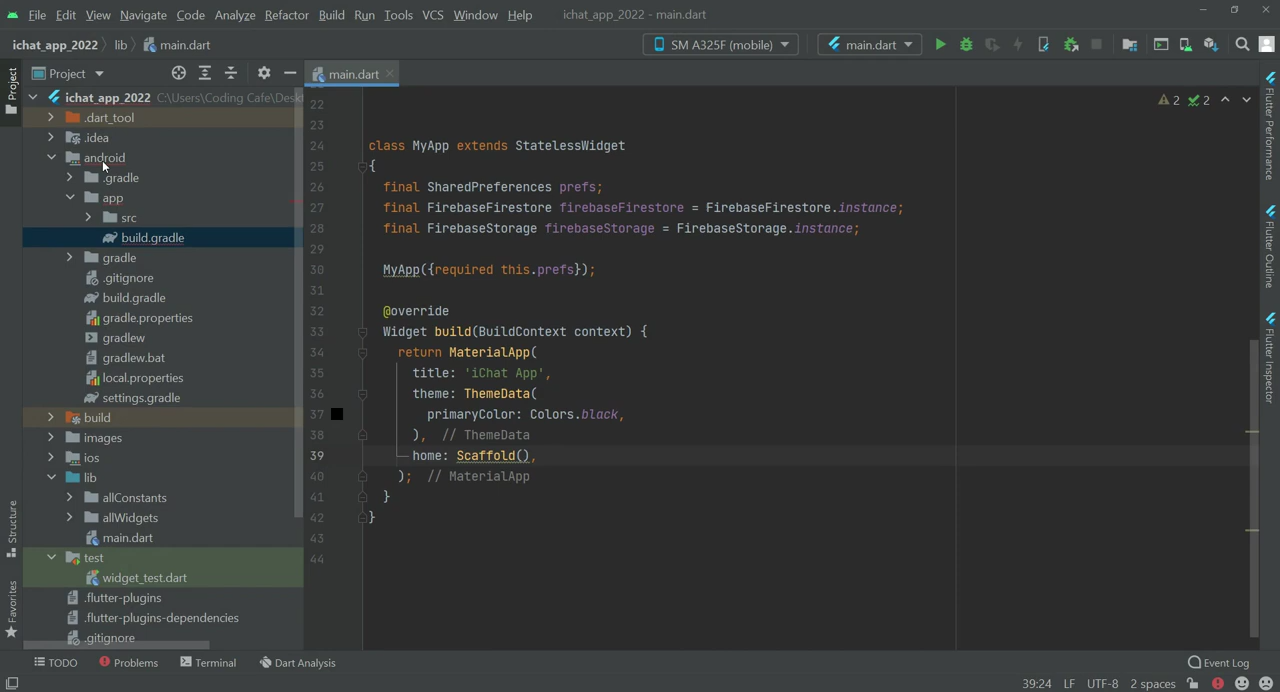 File Edit View Navigate Code Analyze Refactor Build Run Tools VCS Window Help ichat_app_2022 - main.dart
ichat_app_2022 lib main.dart SM A325F (mobile) main.dart
Project main.dart
Project
ichat_app_2022 C:\Users\Coding Cafe\Desk
.dart_tool
.idea
android
.gradle
app
src
build.gradle
gradle
.gitignore
build.gradle
gradle.properties
gradlew
gradlew.bat
local.properties
settings.gradle
build
images
ios
lib
allConstants
allWidgets
main.dart
test
widget_test.dart
.flutter-plugins
.flutter-plugins-dependencies
.gitignore
Structure
Favorites
2 2
22
23
24 class MyApp extends StatelessWidget
25 {
26 final SharedPreferences prefs;
27 final FirebaseFirestore firebaseFirestore = FirebaseFirestore.instance;
28 final FirebaseStorage firebaseStorage = FirebaseStorage.instance;
29
30 MyApp({required this.prefs});
31
32 @override
33 Widget build(BuildContext context) {
34 return MaterialApp(
35 title: 'iChat App',
36 theme: ThemeData(
37 primaryColor: Colors.black,
38 ), // ThemeData
39 home: Scaffold(),
40 ); // MaterialApp
41 }
42 }
43
44
Flutter Performance
Flutter Outline
Flutter Inspector
TODO Problems Terminal Dart Analysis Event Log
39:24 LF UTF-8 2 spaces